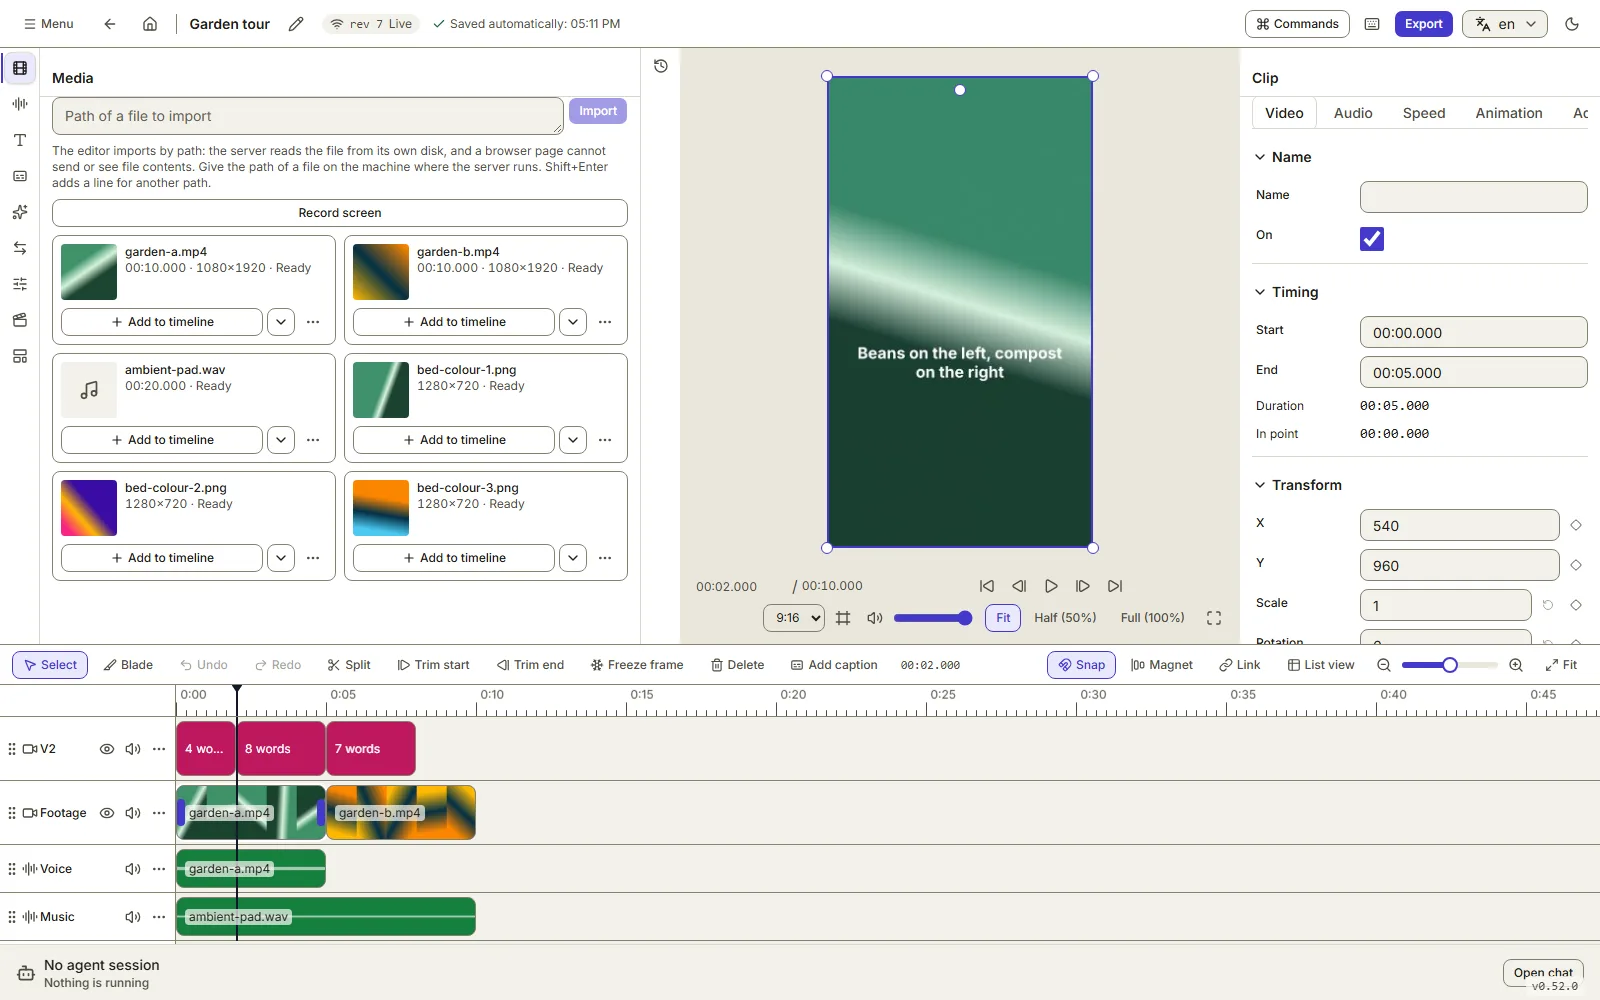 Menu
Garden tour
rev 7 Live
Saved automatically: 05:11 PM
Commands
Export
en
Media
Path of a file to import
Import
The editor imports by path: the server reads the file from its own disk, and a browser page cannot
send or see file contents. Give the path of a file on the machine where the server runs. Shift+Enter
adds a line for another path.
Record screen
garden-a.mp4
00:10.000 · 1080×1920 · Ready
Add to timeline
garden-b.mp4
00:10.000 · 1080×1920 · Ready
Add to timeline
ambient-pad.wav
00:20.000 · Ready
Add to timeline
bed-colour-1.png
1280×720 · Ready
Add to timeline
bed-colour-2.png
1280×720 · Ready
Add to timeline
bed-colour-3.png
1280×720 · Ready
Add to timeline
Beans on the left, compost
on the right
00:02.000 / 00:10.000
9:16
Fit
Half (50%)
Full (100%)
Clip
Video
Audio
Speed
Animation
Name
Name
On
Timing
Start
00:00.000
End
00:05.000
Duration
00:05.000
In point
00:00.000
Transform
X
540
Y
960
Scale
1
Rotation
Select
Blade
Undo
Redo
Split
Trim start
Trim end
Freeze frame
Delete
Add caption
00:02.000
Snap
Magnet
Link
List view
Fit
0:00
0:05
0:10
0:15
0:20
0:25
0:30
0:35
0:40
0:45
V2
4 wo...
8 words
7 words
Footage
garden-a.mp4
garden-b.mp4
Voice
garden-a.mp4
Music
ambient-pad.wav
No agent session
Nothing is running
Open chat
v0.52.0